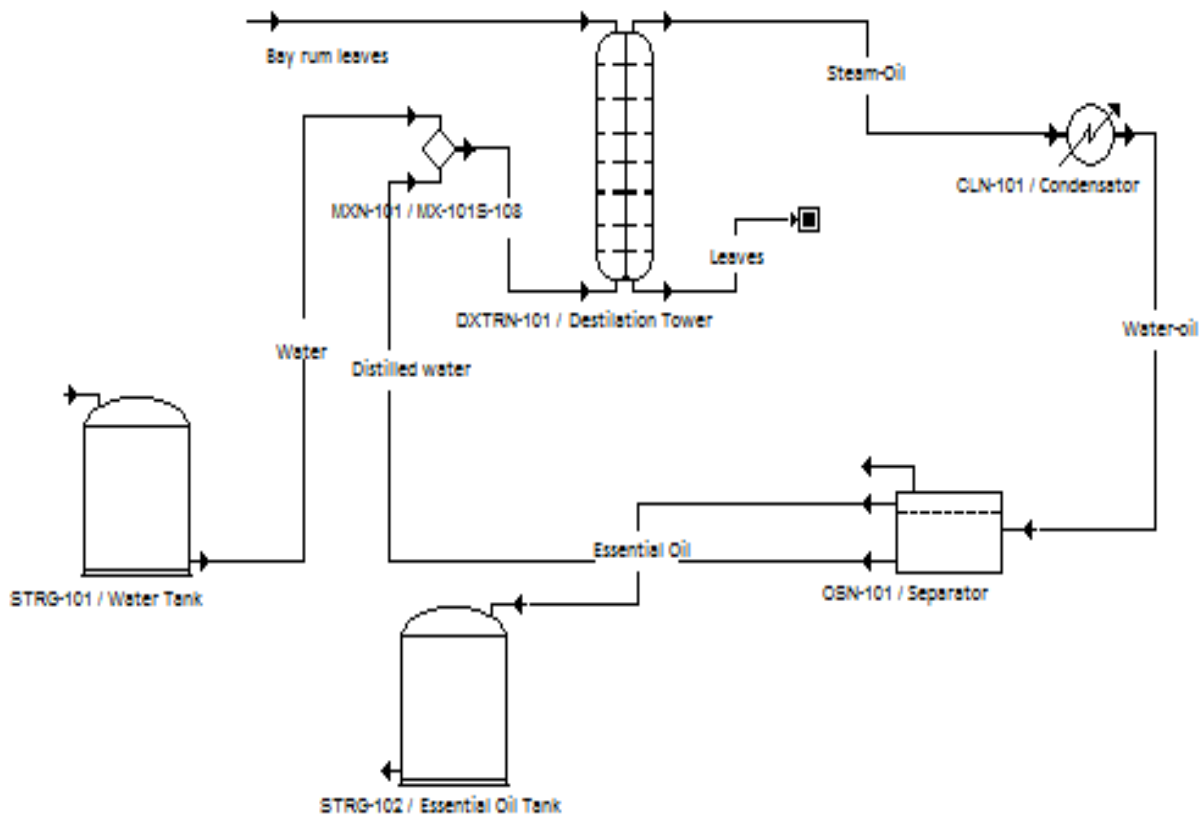 Bay rum leaves
Steam-Oil
CLN-101 / Condensator
MXN-101 / MX-101S-108
Leaves
DXTRN-101 / Destilation Tower
Water-oil
Water
Distilled water
Essential Oil
STRG-101 / Water Tank
OSN-101 / Separator
STRG-102 / Essential Oil Tank